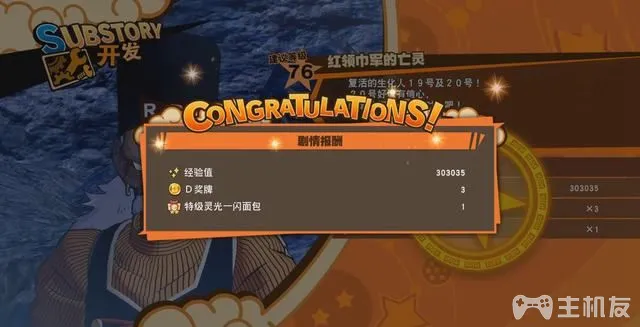 SUBSTORY
开发
建议等级
76
红领巾军的亡灵
复活的生化人19号及20号！
CONGRATULATIONS!
剧情报酬
经验值 303035
D奖牌 3
特级灵光一闪面包 1
303035
×3
×1
主机友